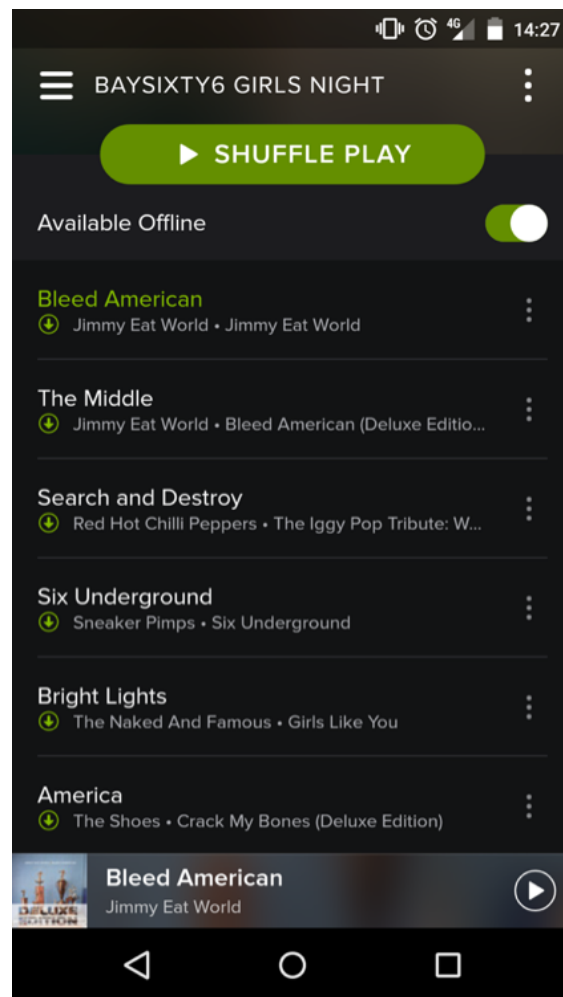 4G 14:27
BAYSIXTY6 GIRLS NIGHT
SHUFFLE PLAY
Available Offline
Bleed American
Jimmy Eat World • Jimmy Eat World
The Middle
Jimmy Eat World • Bleed American (Deluxe Editio...
Search and Destroy
Red Hot Chilli Peppers • The Iggy Pop Tribute: W...
Six Underground
Sneaker Pimps • Six Underground
Bright Lights
The Naked And Famous • Girls Like You
America
The Shoes • Crack My Bones (Deluxe Edition)
DELUXE
EDITION
Bleed American
Jimmy Eat World